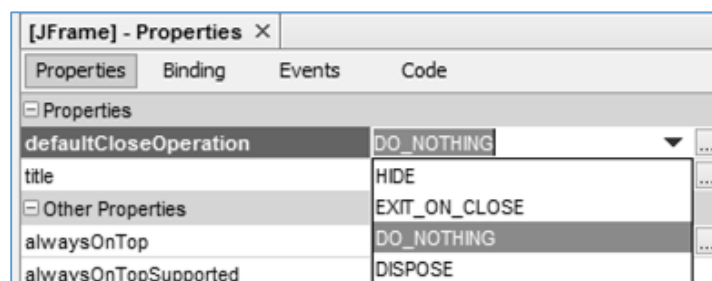 [JFrame] - Properties ×
Properties Binding Events Code
Properties
defaultCloseOperation DO_NOTHING ...
title HIDE ...
Other Properties EXIT_ON_CLOSE
alwaysOnTop DO_NOTHING ...
alwaysOnTopSupported DISPOSE